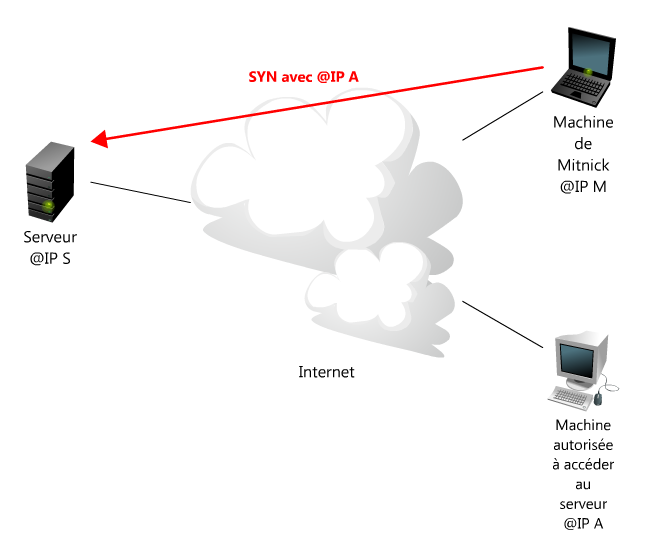 SYN avec @IP A
Machine
de
Mitnick
@IP M
Serveur
@IP S
Internet
Machine
autorisée
à accéder
au
serveur
@IP A